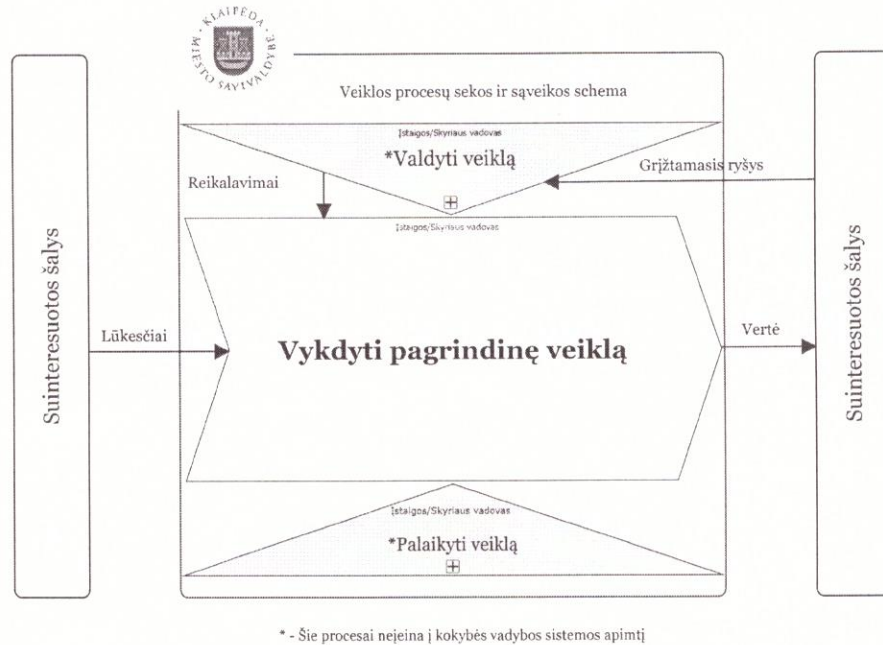 KLAIPĖDA
MIESTO SAVIVALDYBĖ
Veiklos procesų sekos ir sąveikos schema
Įstaigos/Skyriaus vadovas
*Valdyti veiklą
Reikalavimai
Grįžtamasis ryšys
Įstaigos/Skyriaus vadovas
Suinteresuotos šalys
Lūkesčiai
Vykdyti pagrindinę veiklą
Vertė
Suinteresuotos šalys
Įstaigos/Skyriaus vadovas
*Palaikyti veiklą
* - Šie procesai neįeina į kokybės vadybos sistemos apimtį